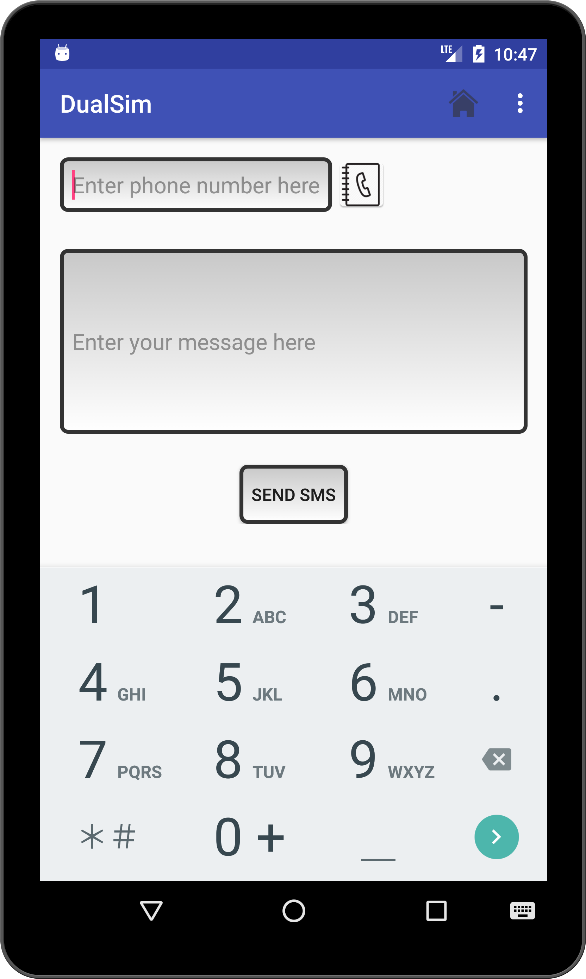 LTE 10:47
DualSim
Enter phone number here
Enter your message here
SEND SMS
1 2 ABC 3 DEF -
4 GHI 5 JKL 6 MNO .
7 PQRS 8 TUV 9 WXYZ
* # 0 + _